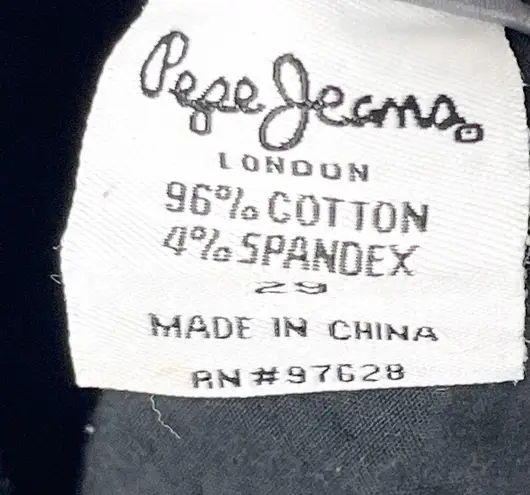 Pepe Jeans
LONDON
96% COTTON
4% SPANDEX
29
MADE IN CHINA
RN #97628